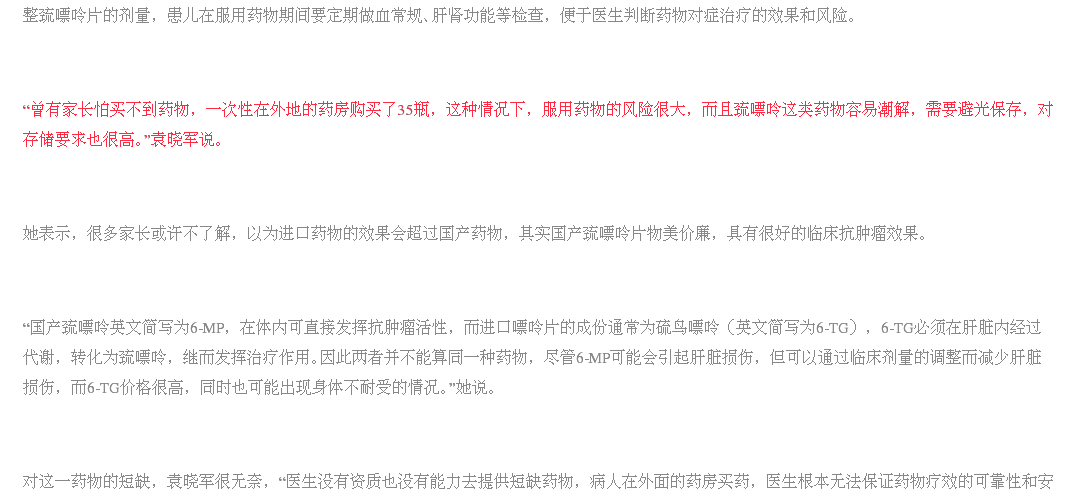 整巯嘌呤片的剂量，患儿在服用药物期间要定期做血常规、肝肾功能等检查，便于医生判断药物对症治疗的效果和风险。
“曾有家长怕买不到药物，一次性在外地的药房购买了35瓶，这种情况下，服用药物的风险很大，而且巯嘌呤这类药物容易潮解，需要避光保存，对
存储要求也很高。”袁晓军说。
她表示，很多家长或许不了解，以为进口药物的效果会超过国产药物，其实国产巯嘌呤片物美价廉，具有很好的临床抗肿瘤效果。
“国产巯嘌呤英文简写为6-MP，在体内可直接发挥抗肿瘤活性，而进口嘌呤片的成份通常为硫鸟嘌呤（英文简写为6-TG），6-TG必须在肝脏内经过
代谢，转化为巯嘌呤，继而发挥治疗作用。因此两者并不能算同一种药物，尽管6-MP可能会引起肝脏损伤，但可以通过临床剂量的调整而减少肝脏
损伤，而6-TG价格很高，同时也可能出现身体不耐受的情况。”她说。
对这一药物的短缺，袁晓军很无奈，“医生没有资质也没有能力去提供短缺药物，病人在外面的药房买药，医生根本无法保证药物疗效的可靠性和安